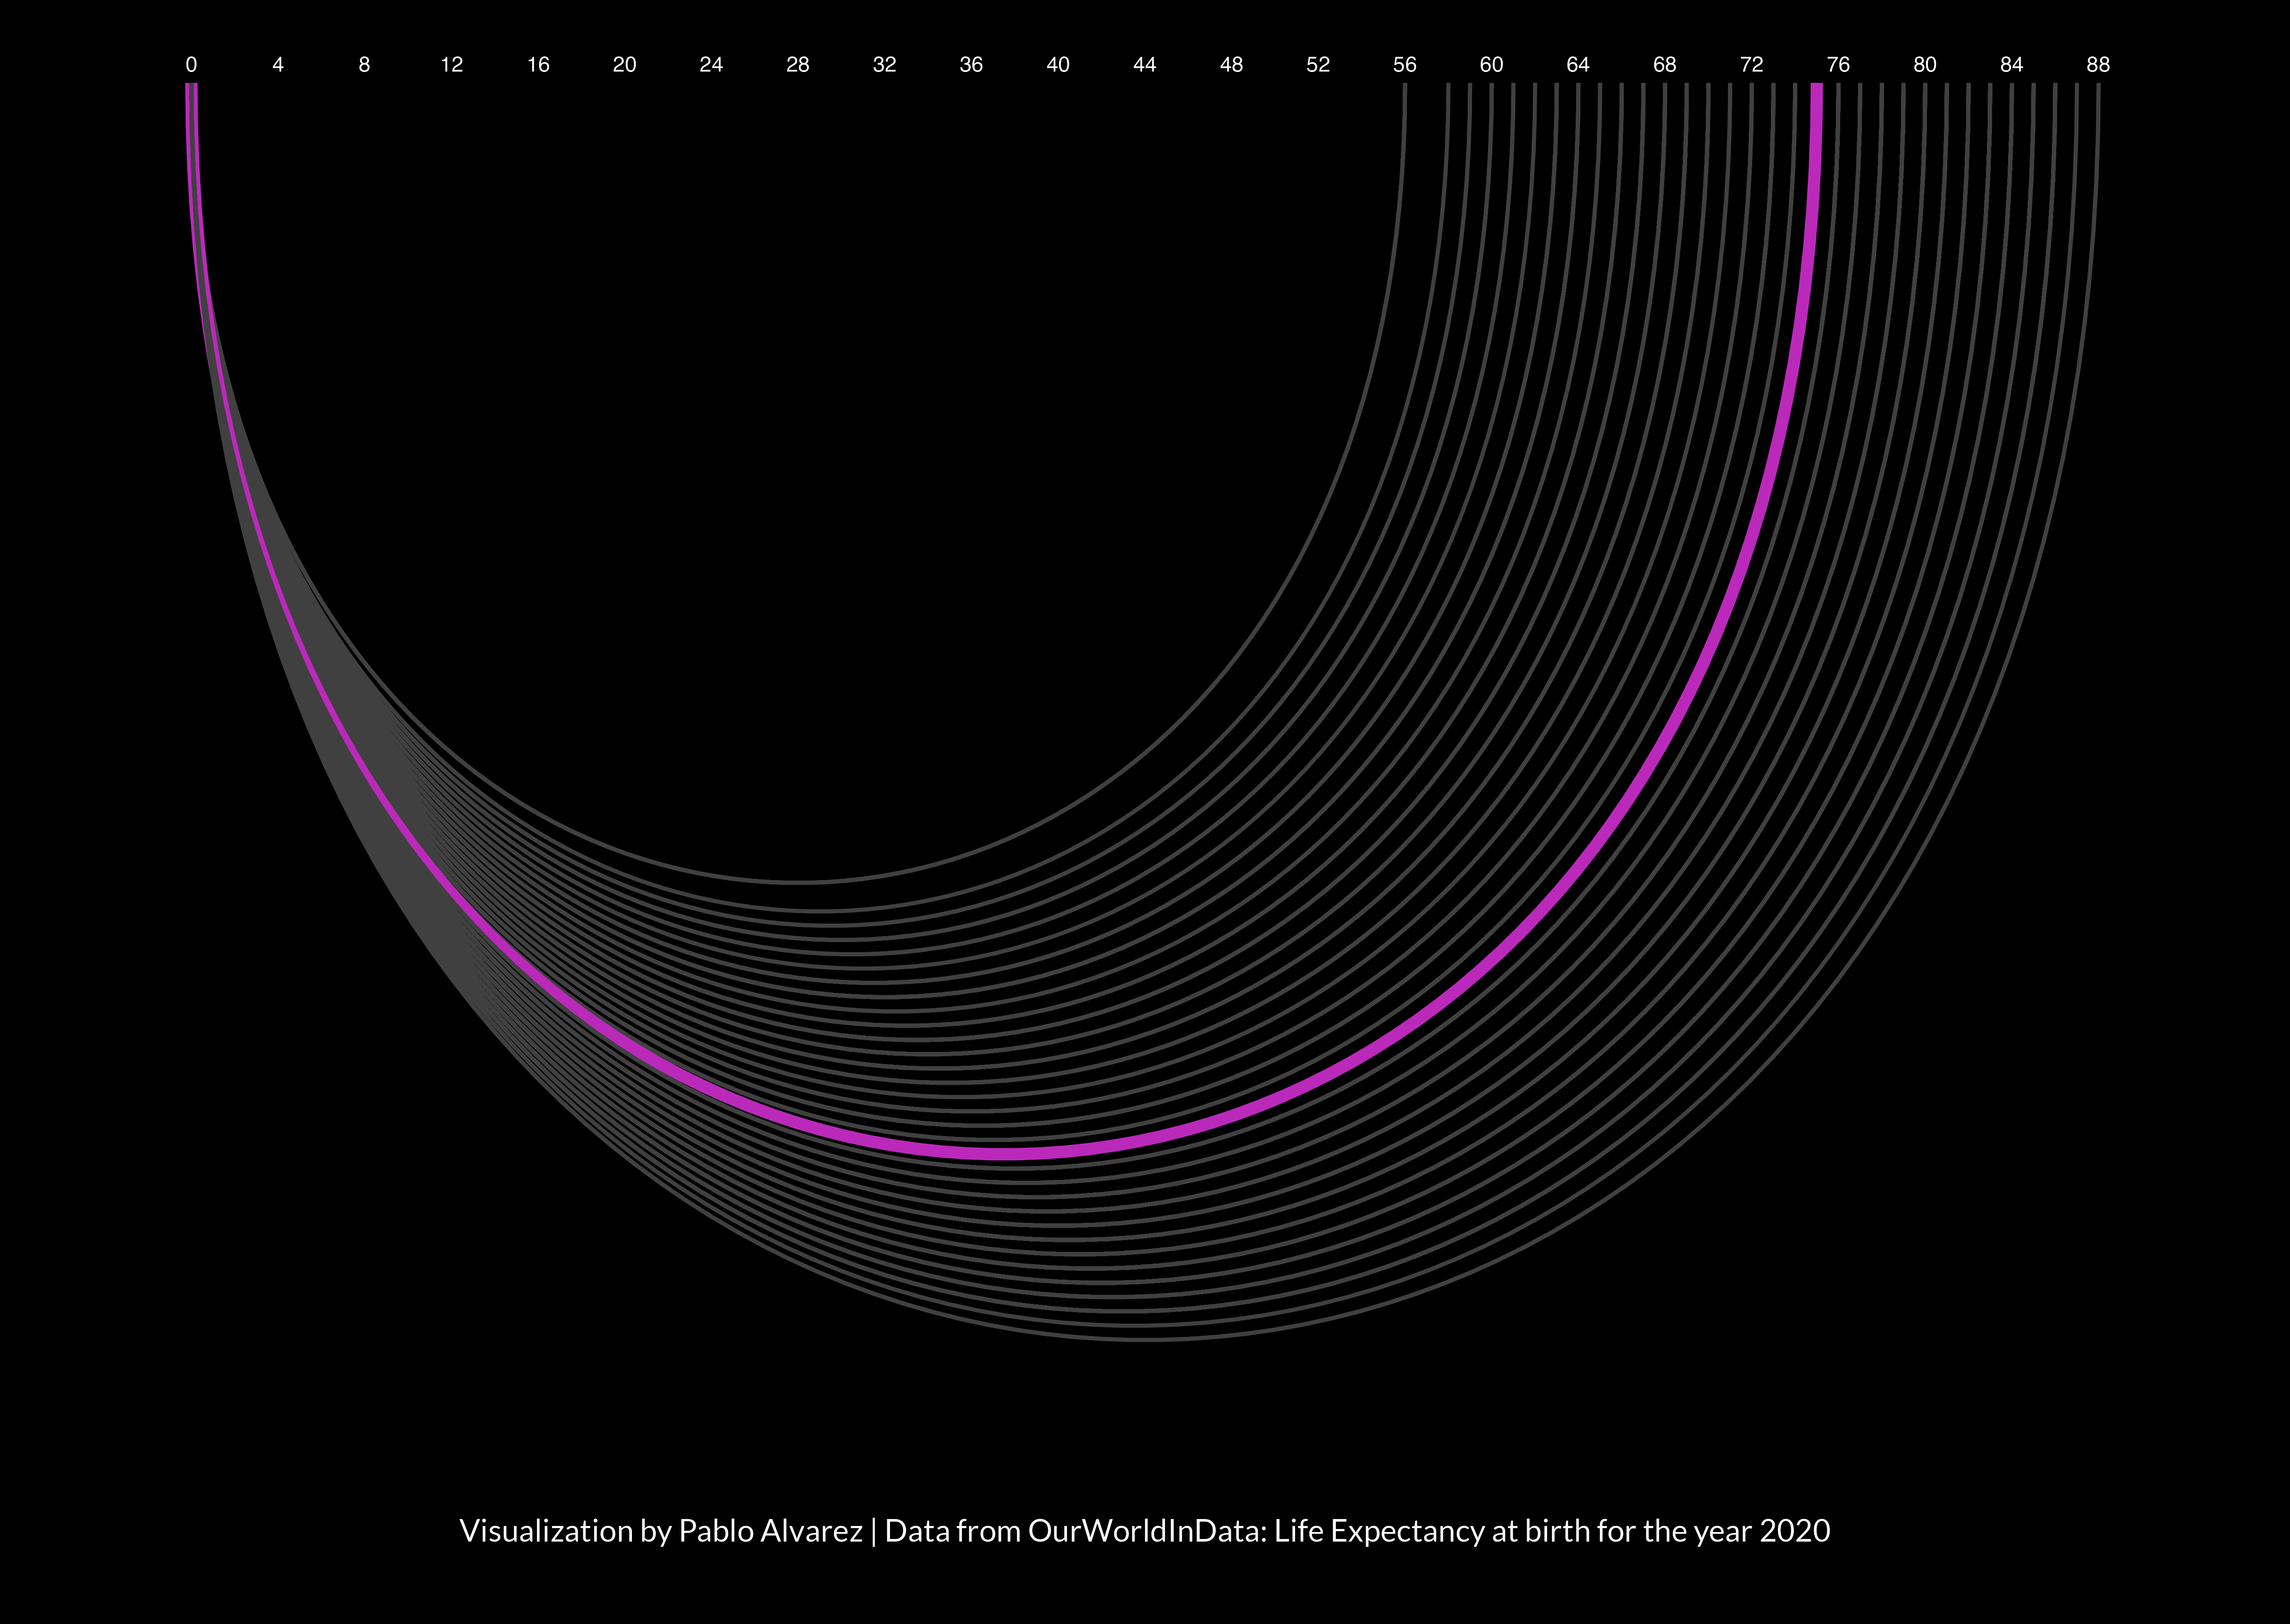 0 4 8 12 16 20 24 28 32 36 40 44 48 52 56 60 64 68 72 76 80 84 88
Visualization by Pablo Alvarez | Data from OurWorldInData: Life Expectancy at birth for the year 2020